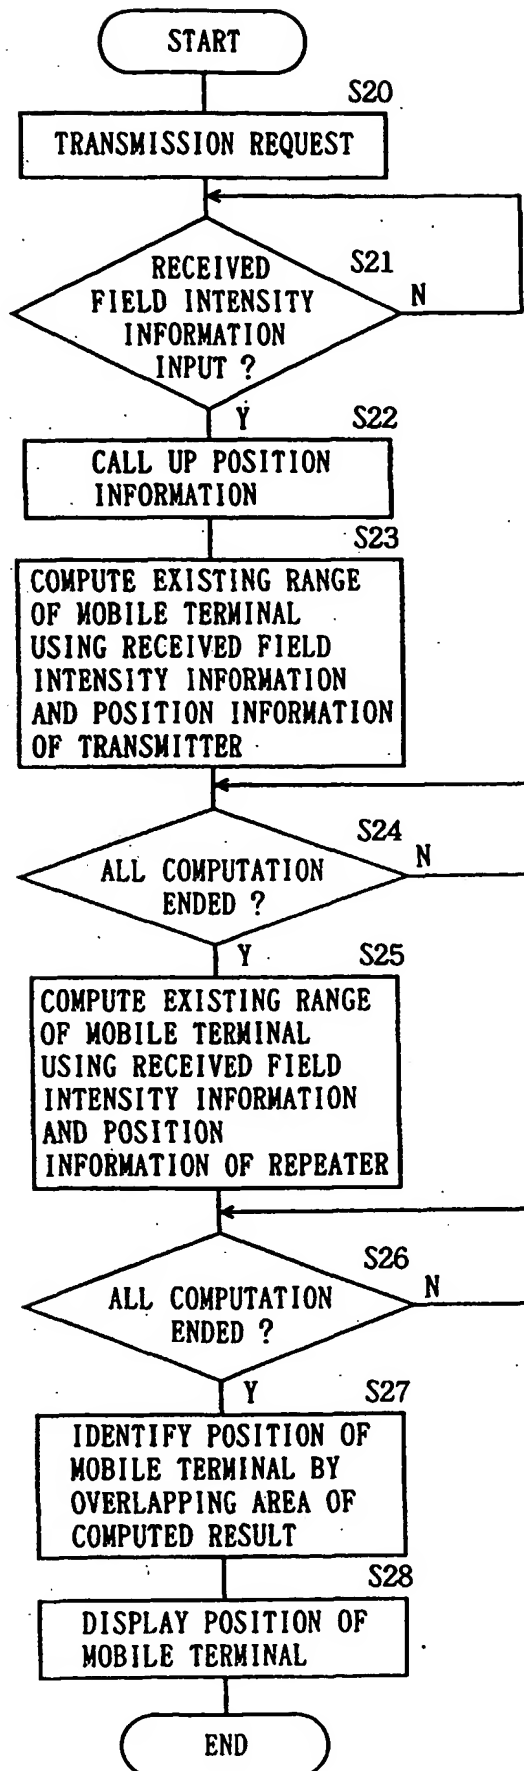 START
S20
TRANSMISSION REQUEST
RECEIVED
FIELD INTENSITY
INFORMATION
INPUT ?
S21
N
Y
S22
CALL UP POSITION
INFORMATION
S23
COMPUTE EXISTING RANGE
OF MOBILE TERMINAL
USING RECEIVED FIELD
INTENSITY INFORMATION
AND POSITION INFORMATION
OF TRANSMITTER
S24
ALL COMPUTATION
ENDED ?
N
Y
S25
COMPUTE EXISTING RANGE
OF MOBILE TERMINAL
USING RECEIVED FIELD
INTENSITY INFORMATION
AND POSITION
INFORMATION OF REPEATER
S26
ALL COMPUTATION
ENDED ?
N
Y
S27
IDENTIFY POSITION OF
MOBILE TERMINAL BY
OVERLAPPING AREA OF
COMPUTED RESULT
S28
DISPLAY POSITION OF
MOBILE TERMINAL
END